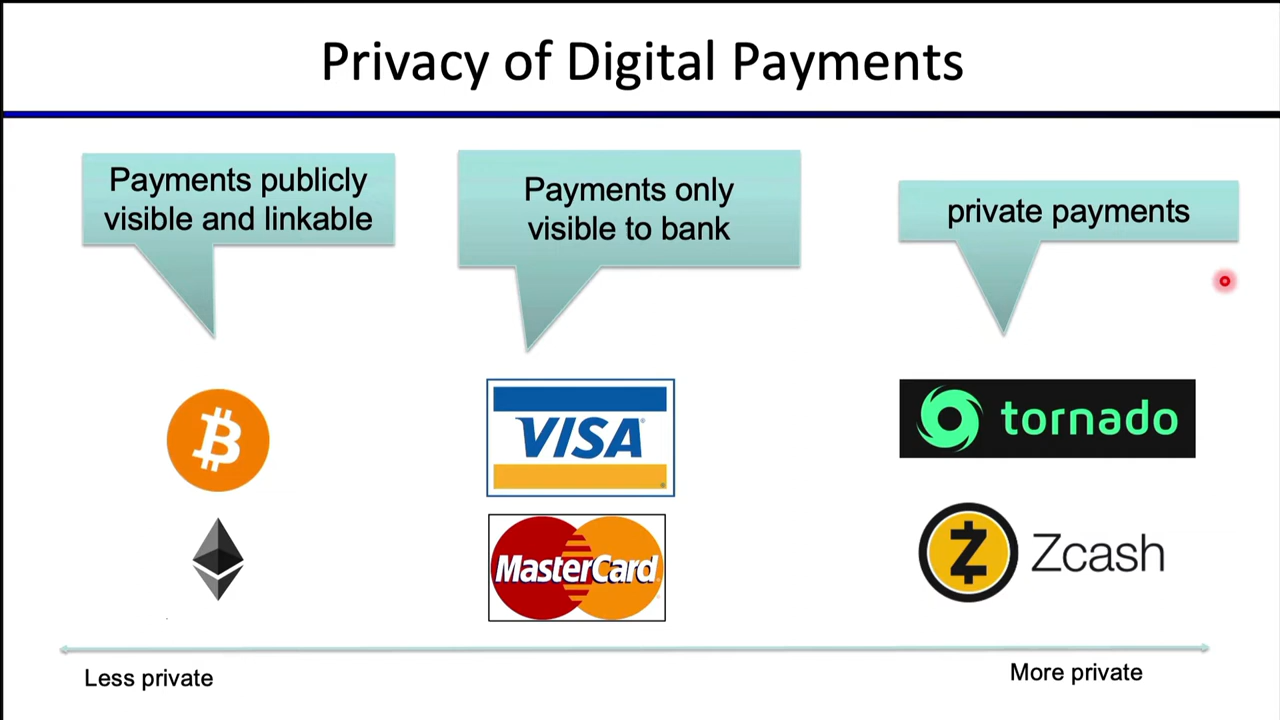 Privacy of Digital Payments
Payments publicly
visible and linkable
Payments only
visible to bank
private payments
VISA
MasterCard
tornado
Zcash
Less private
More private